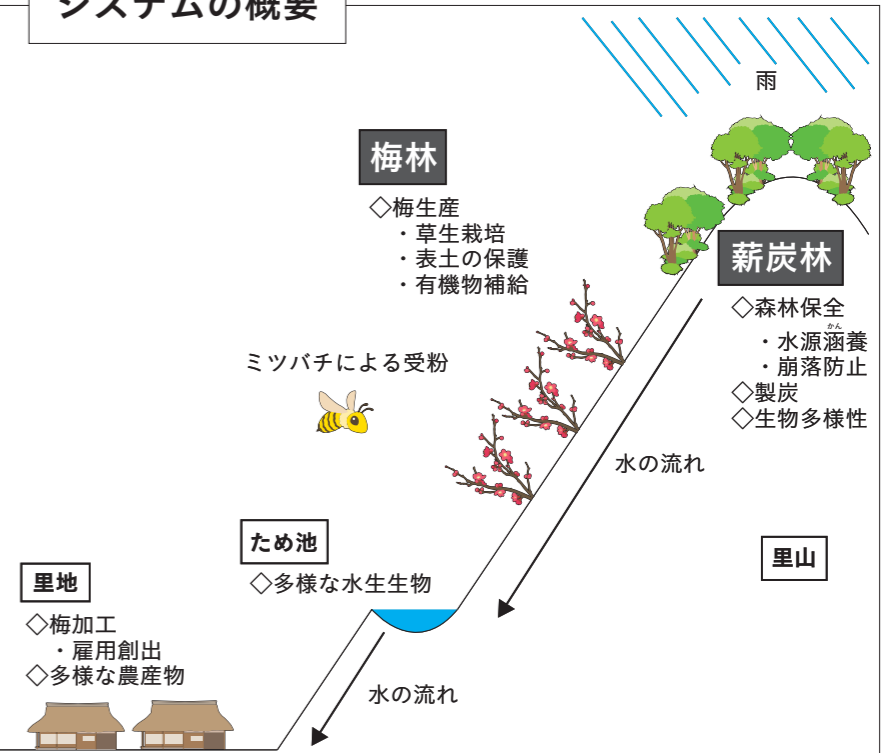 システムの概要
雨
梅林
◇梅生産
・草生栽培
・表土の保護
・有機物補給
薪炭林
◇森林保全
かん
・水源涵養
・崩落防止
◇製炭
◇生物多様性
ミツバチによる受粉
水の流れ
里山
ため池
◇多様な水生生物
里地
◇梅加工
・雇用創出
◇多様な農産物
水の流れ